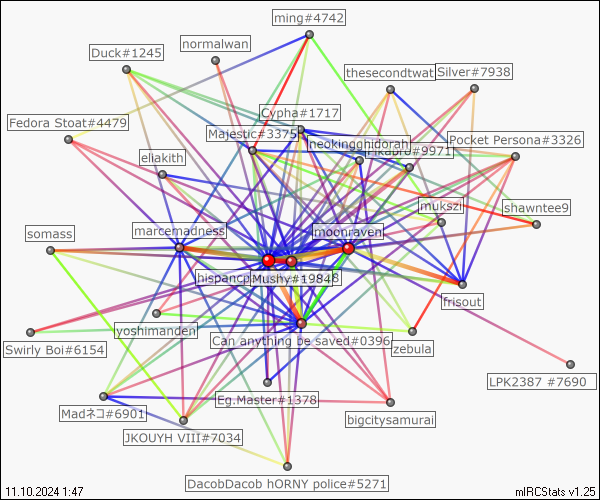 ming#4742
normalwan
Duck#1245
thesecondtwat
Silver#7938
Cypha#1717
Fedora Stoat#4479
Majestic#3375
neokingghidorah
#9971
Pocket Persona#3326
eliakith
mukszi
shawntee9
somass
marcemadness
moonraven
Mushy#1984
frisout
yoshimanden
Swirly Boi#6154
Can anything be saved#0396
zebula
LPK2387 #7690
Eg.Master#1378
Madネコ#6901
bigcitysamurai
JKOUYH VIII#7034
DacobDacob hORNY police#5271
11.10.2024 1:47
mIRCStats v1.25